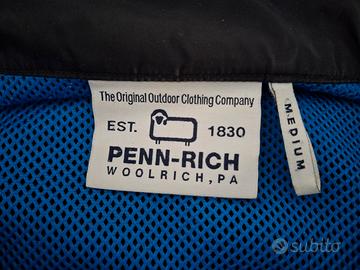 The Original Outdoor Clothing Company
EST. 1830
PENN-RICH
WOOLRICH, PA
MEDIUM
subito